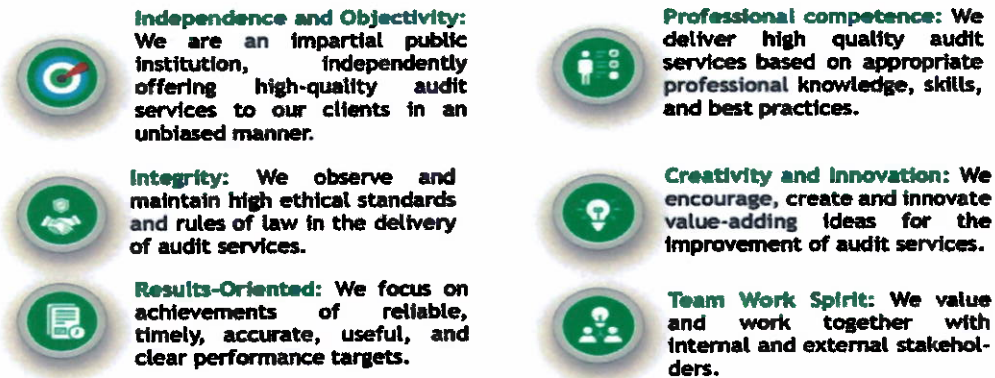 Independence and Objectivity:
We are an impartial public
institution, independently
offering high-quality audit
services to our clients in an
unbiased manner.
Integrity: We observe and
maintain high ethical standards
and rules of law in the delivery
of audit services.
Results-Oriented: We focus on
achievements of reliable,
timely, accurate, useful, and
clear performance targets.
Professional competence: We
deliver high quality audit
services based on appropriate
professional knowledge, skills,
and best practices.
Creativity and Innovation: We
encourage, create and innovate
value-adding ideas for the
improvement of audit services.
Team Work Spirit: We value
and work together with
internal and external stakehol-
ders.